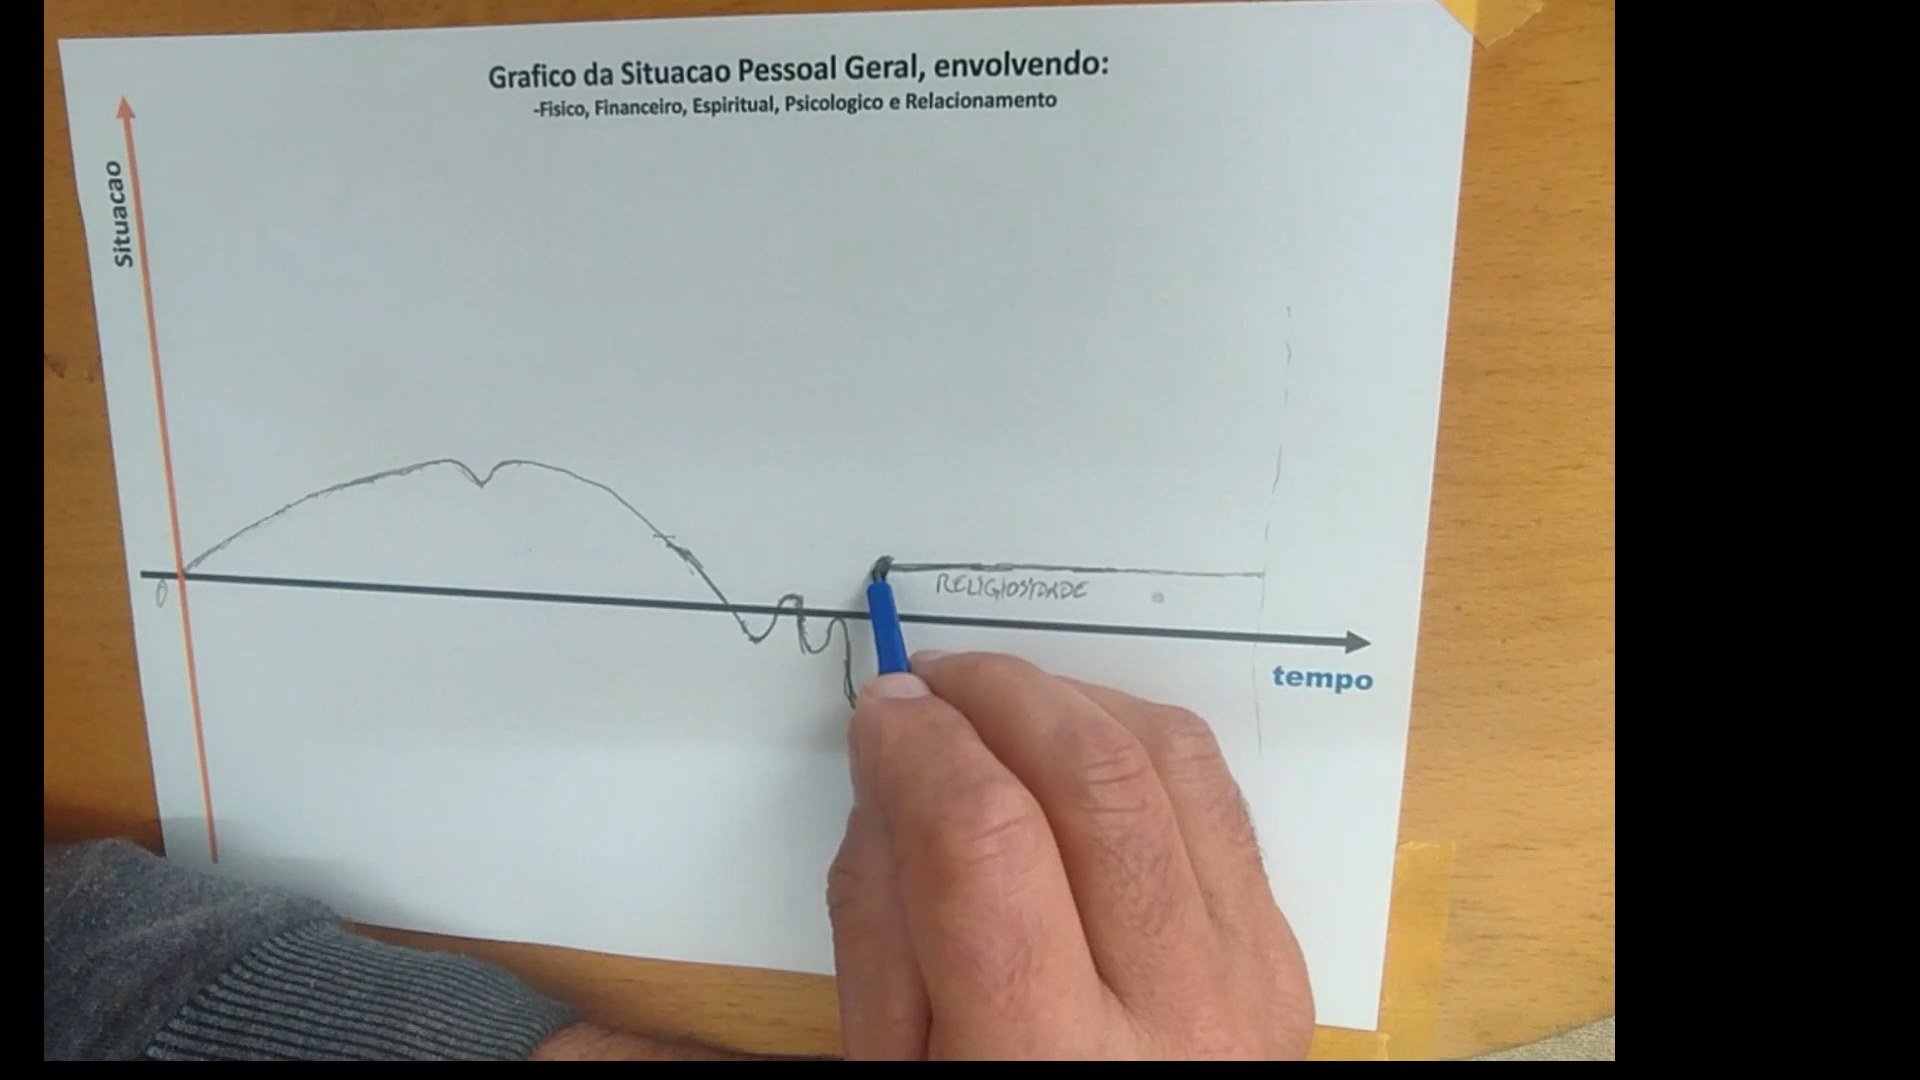 Grafico da Situacao Pessoal Geral, envolvendo:
-Fisico, Financeiro, Espiritual, Psicologico e Relacionamento
Situacao
0
RELIGIOSIDADE
tempo